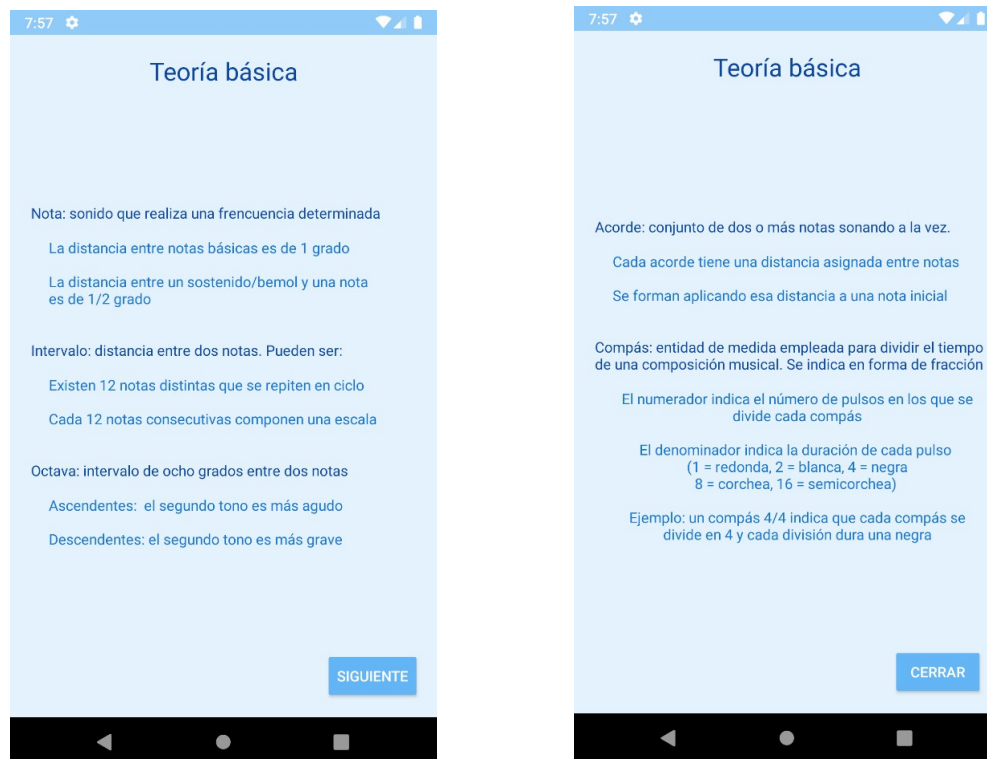 7:57
Teoría básica
Nota: sonido que realiza una frencuencia determinada
La distancia entre notas básicas es de 1 grado
La distancia entre un sostenido/bemol y una nota
es de 1/2 grado
Intervalo: distancia entre dos notas. Pueden ser:
Existen 12 notas distintas que se repiten en ciclo
Cada 12 notas consecutivas componen una escala
Octava: intervalo de ocho grados entre dos notas
Ascendentes:  el segundo tono es más agudo
Descendentes: el segundo tono es más grave
SIGUIENTE
7:57
Teoría básica
Acorde: conjunto de dos o más notas sonando a la vez.
Cada acorde tiene una distancia asignada entre notas
Se forman aplicando esa distancia a una nota inicial
Compás: entidad de medida empleada para dividir el tiempo
de una composición musical. Se indica en forma de fracción
El numerador indica el número de pulsos en los que se
divide cada compás
El denominador indica la duración de cada pulso
(1 = redonda, 2 = blanca, 4 = negra
8 = corchea, 16 = semicorchea)
Ejemplo: un compás 4/4 indica que cada compás se
divide en 4 y cada división dura una negra
CERRAR